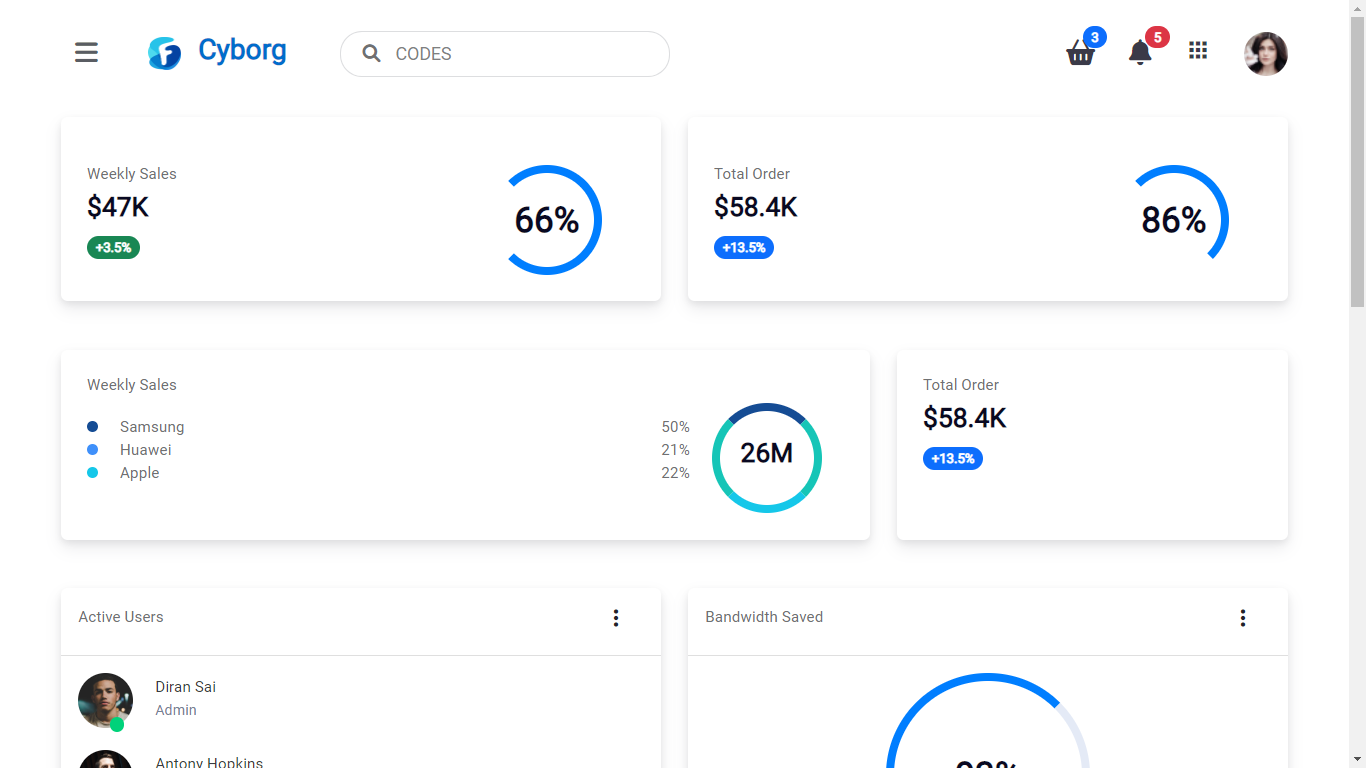 Cyborg
CODES
3
5
Weekly Sales
$47K
+3.5%
66%
Total Order
$58.4K
+13.5%
86%
Weekly Sales
Samsung 50%
Huawei 21%
Apple 22%
26M
Total Order
$58.4K
+13.5%
Active Users
Diran Sai
Admin
Antony Hopkins
Bandwidth Saved